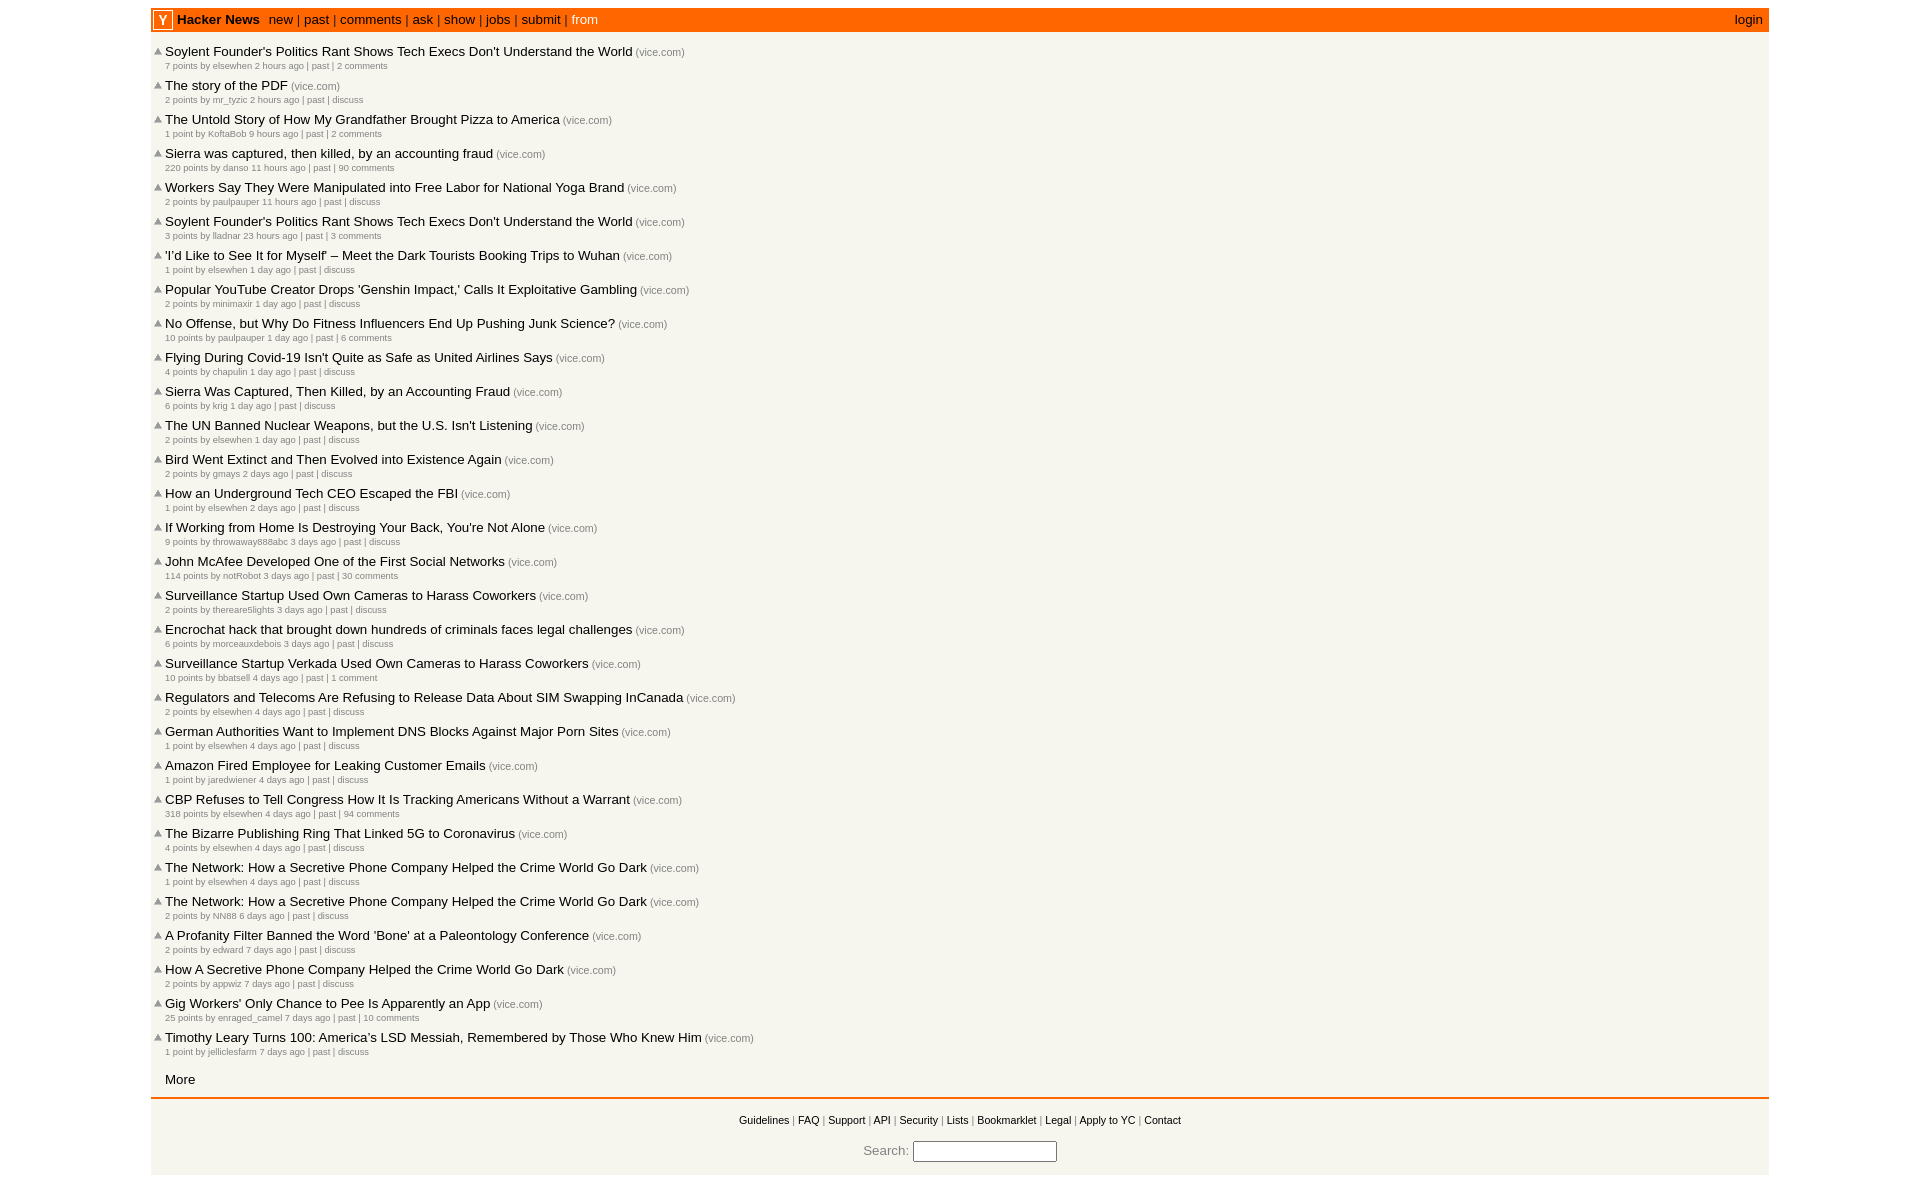 Y Hacker News new | past | comments | ask | show | jobs | submit | from login
Soylent Founder's Politics Rant Shows Tech Execs Don't Understand the World (vice.com)
7 points by elsewhen 2 hours ago | past | 2 comments
The story of the PDF (vice.com)
2 points by mr_tyzic 2 hours ago | past | discuss
The Untold Story of How My Grandfather Brought Pizza to America (vice.com)
1 point by KoftaBob 9 hours ago | past | 2 comments
Sierra was captured, then killed, by an accounting fraud (vice.com)
220 points by danso 11 hours ago | past | 90 comments
Workers Say They Were Manipulated into Free Labor for National Yoga Brand (vice.com)
2 points by paulpauper 11 hours ago | past | discuss
Soylent Founder's Politics Rant Shows Tech Execs Don't Understand the World (vice.com)
3 points by lladnar 23 hours ago | past | 3 comments
'I’d Like to See It for Myself' – Meet the Dark Tourists Booking Trips to Wuhan (vice.com)
1 point by elsewhen 1 day ago | past | discuss
Popular YouTube Creator Drops 'Genshin Impact,' Calls It Exploitative Gambling (vice.com)
2 points by minimaxir 1 day ago | past | discuss
No Offense, but Why Do Fitness Influencers End Up Pushing Junk Science? (vice.com)
10 points by paulpauper 1 day ago | past | 6 comments
Flying During Covid-19 Isn't Quite as Safe as United Airlines Says (vice.com)
4 points by chapulin 1 day ago | past | discuss
Sierra Was Captured, Then Killed, by an Accounting Fraud (vice.com)
6 points by krig 1 day ago | past | discuss
The UN Banned Nuclear Weapons, but the U.S. Isn't Listening (vice.com)
2 points by elsewhen 1 day ago | past | discuss
Bird Went Extinct and Then Evolved into Existence Again (vice.com)
2 points by gmays 2 days ago | past | discuss
How an Underground Tech CEO Escaped the FBI (vice.com)
1 point by elsewhen 2 days ago | past | discuss
If Working from Home Is Destroying Your Back, You're Not Alone (vice.com)
9 points by throwaway888abc 3 days ago | past | discuss
John McAfee Developed One of the First Social Networks (vice.com)
114 points by notRobot 3 days ago | past | 30 comments
Surveillance Startup Used Own Cameras to Harass Coworkers (vice.com)
2 points by thereare5lights 3 days ago | past | discuss
Encrochat hack that brought down hundreds of criminals faces legal challenges (vice.com)
6 points by morceauxdebois 3 days ago | past | discuss
Surveillance Startup Verkada Used Own Cameras to Harass Coworkers (vice.com)
10 points by bbatsell 4 days ago | past | 1 comment
Regulators and Telecoms Are Refusing to Release Data About SIM Swapping InCanada (vice.com)
2 points by elsewhen 4 days ago | past | discuss
German Authorities Want to Implement DNS Blocks Against Major Porn Sites (vice.com)
1 point by elsewhen 4 days ago | past | discuss
Amazon Fired Employee for Leaking Customer Emails (vice.com)
1 point by jaredwiener 4 days ago | past | discuss
CBP Refuses to Tell Congress How It Is Tracking Americans Without a Warrant (vice.com)
318 points by elsewhen 4 days ago | past | 94 comments
The Bizarre Publishing Ring That Linked 5G to Coronavirus (vice.com)
4 points by elsewhen 4 days ago | past | discuss
The Network: How a Secretive Phone Company Helped the Crime World Go Dark (vice.com)
1 point by elsewhen 4 days ago | past | discuss
The Network: How a Secretive Phone Company Helped the Crime World Go Dark (vice.com)
2 points by NN88 6 days ago | past | discuss
A Profanity Filter Banned the Word 'Bone' at a Paleontology Conference (vice.com)
2 points by edward 7 days ago | past | discuss
How A Secretive Phone Company Helped the Crime World Go Dark (vice.com)
2 points by appwiz 7 days ago | past | discuss
Gig Workers' Only Chance to Pee Is Apparently an App (vice.com)
25 points by enraged_camel 7 days ago | past | 10 comments
Timothy Leary Turns 100: America’s LSD Messiah, Remembered by Those Who Knew Him (vice.com)
1 point by jelliclesfarm 7 days ago | past | discuss
More
Guidelines | FAQ | Support | API | Security | Lists | Bookmarklet | Legal | Apply to YC | Contact
Search: